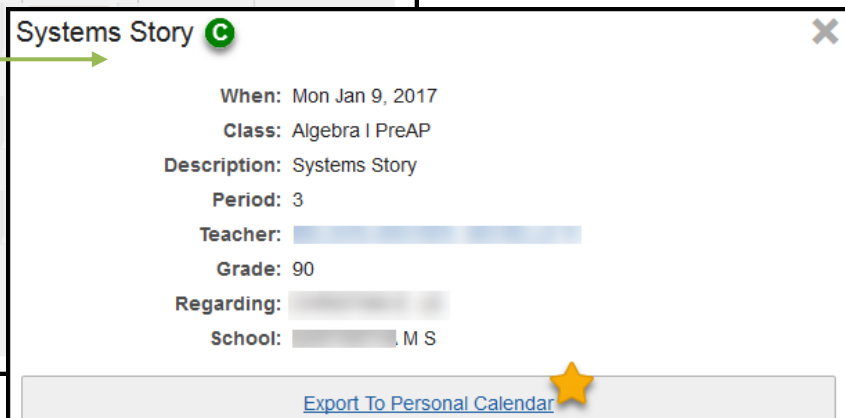 Systems Story C
When: Mon Jan 9, 2017
Class: Algebra I PreAP
Description: Systems Story
Period: 3
Teacher:
Grade: 90
Regarding:
School: M S
Export To Personal Calendar